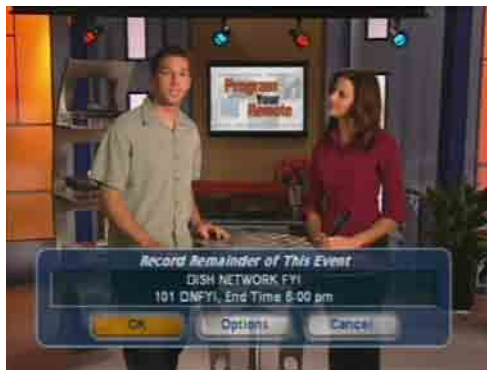 Program
Your
Remote
Record Remainder of This Event
DISH NETWORK FYI
101 DNFYI, End Time 5:00 pm
OK
Options
Cancel